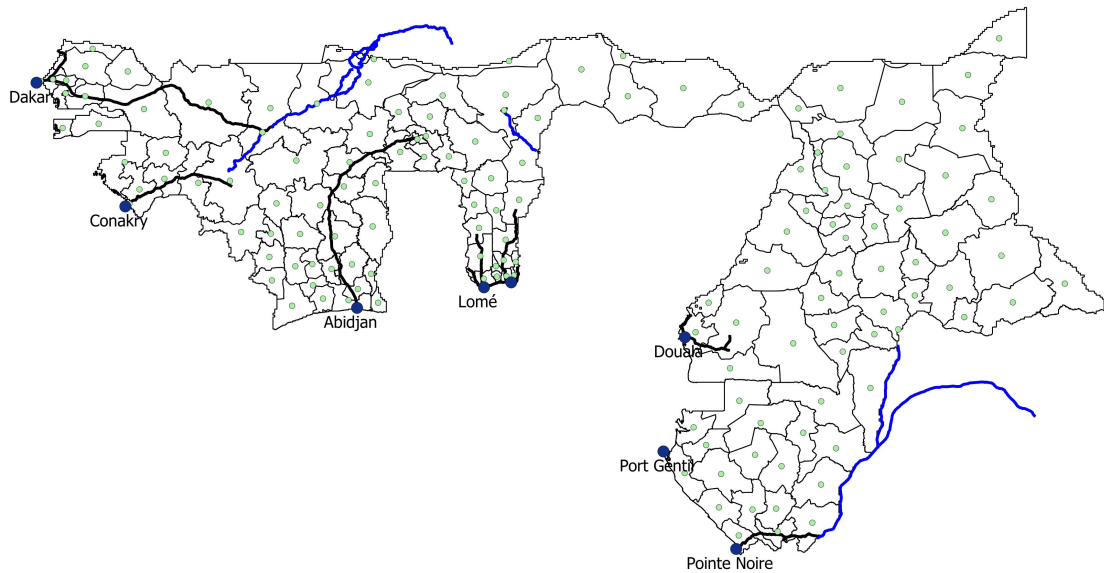 Dakar
Conakry
Lomé
Abidjan
Douala
Port Gentil
Pointe Noire